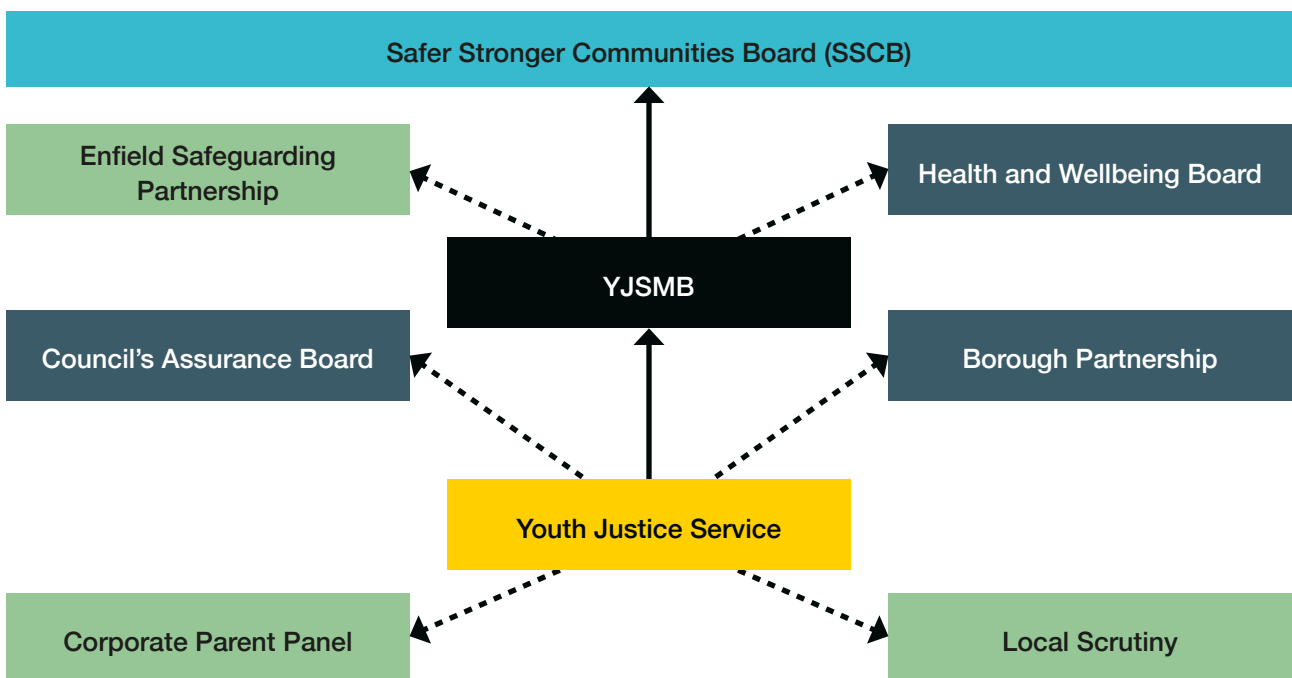 Safer Stronger Communities Board (SSCB)
Enfield Safeguarding
Partnership
Health and Wellbeing Board
YJSMB
Council’s Assurance Board
Borough Partnership
Youth Justice Service
Corporate Parent Panel
Local Scrutiny